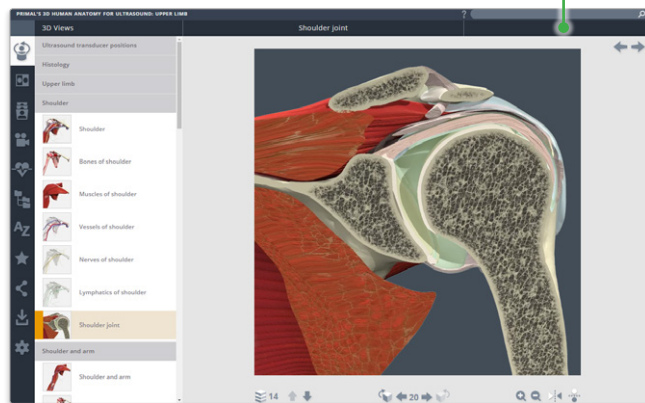 PRIMAL'S 3D HUMAN ANATOMY FOR ULTRASOUND: UPPER LIMB
?
3D Views
Shoulder joint
Ultrasound transducer positions
Histology
Upper limb
Shoulder
Shoulder
Bones of shoulder
Muscles of shoulder
Vessels of shoulder
Nerves of shoulder
Lymphatics of shoulder
Shoulder joint
Shoulder and arm
Shoulder and arm
AZ
14
20